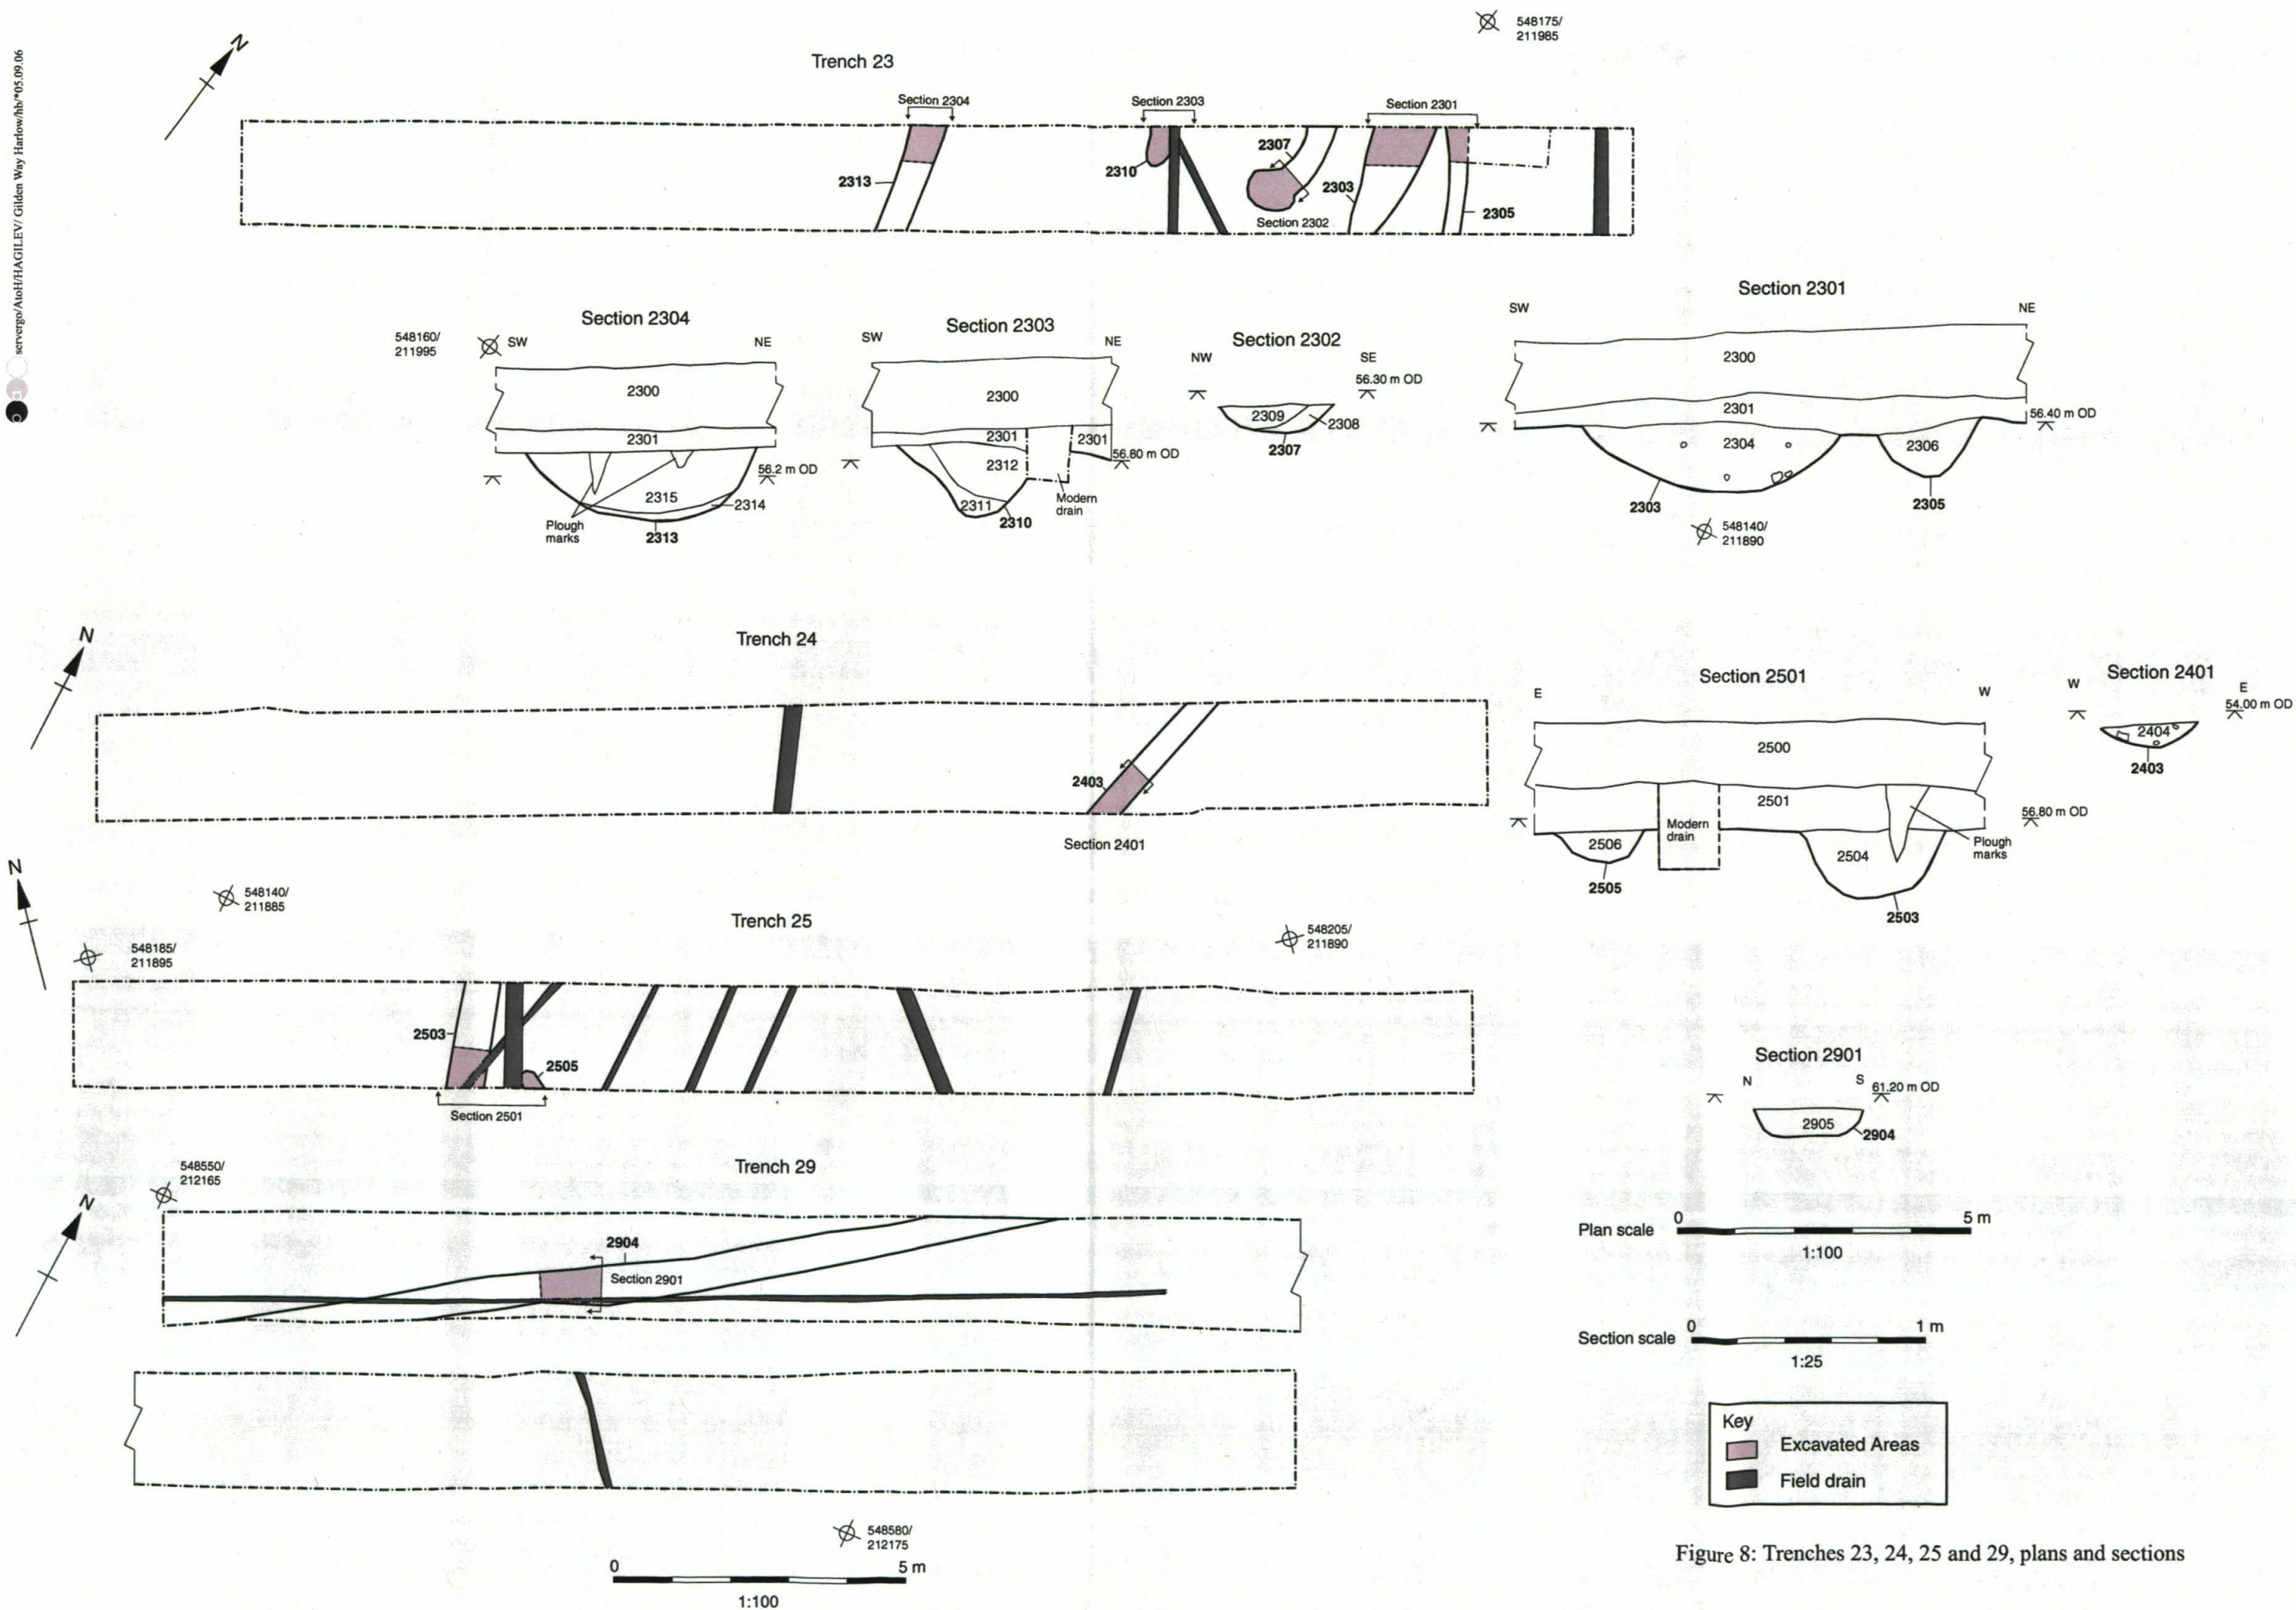 servergo/AtoH/HAGILEV/ Gilden Way Harlow/hb/*05.09.06
548175/
211985
N
Trench 23
Section 2304
Section 2303
Section 2301
2313
2310
2307
2303
2305
Section 2302
548160/
211995
Section 2304
SW
NE
2300
2301
56.2 m OD
2315
2314
Plough
marks
2313
Section 2303
SW
NE
2300
2301
2301
56.80 m OD
2312
2311
Modern
drain
2310
Section 2302
NW
SE
56.30 m OD
2309
2308
2307
Section 2301
SW
NE
2300
2301
56.40 m OD
2304
2306
2303
2305
548140/
211890
N
Trench 24
2403
Section 2401
Section 2501
E
W
2500
2501
56.80 m OD
Modern
drain
2506
2504
Plough
marks
2505
2503
Section 2401
W
E
54.00 m OD
2404
2403
N
548140/
211885
548185/
211895
Trench 25
548205/
211890
2503
2505
Section 2501
Section 2901
N
S
61.20 m OD
2905
2904
548550/
212165
N
Trench 29
2904
Section 2901
Plan scale
0
5 m
1:100
Section scale
0
1 m
1:25
Key
Excavated Areas
Field drain
548580/
212175
0
5 m
1:100
Figure 8: Trenches 23, 24, 25 and 29, plans and sections